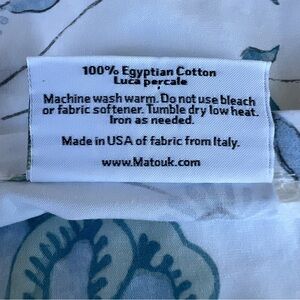 100% Egyptian Cotton
Luca percale
Machine wash warm. Do not use bleach
or fabric softener. Tumble dry low heat.
Iron as needed.
Made in USA of fabric from Italy.
www.Matouk.com